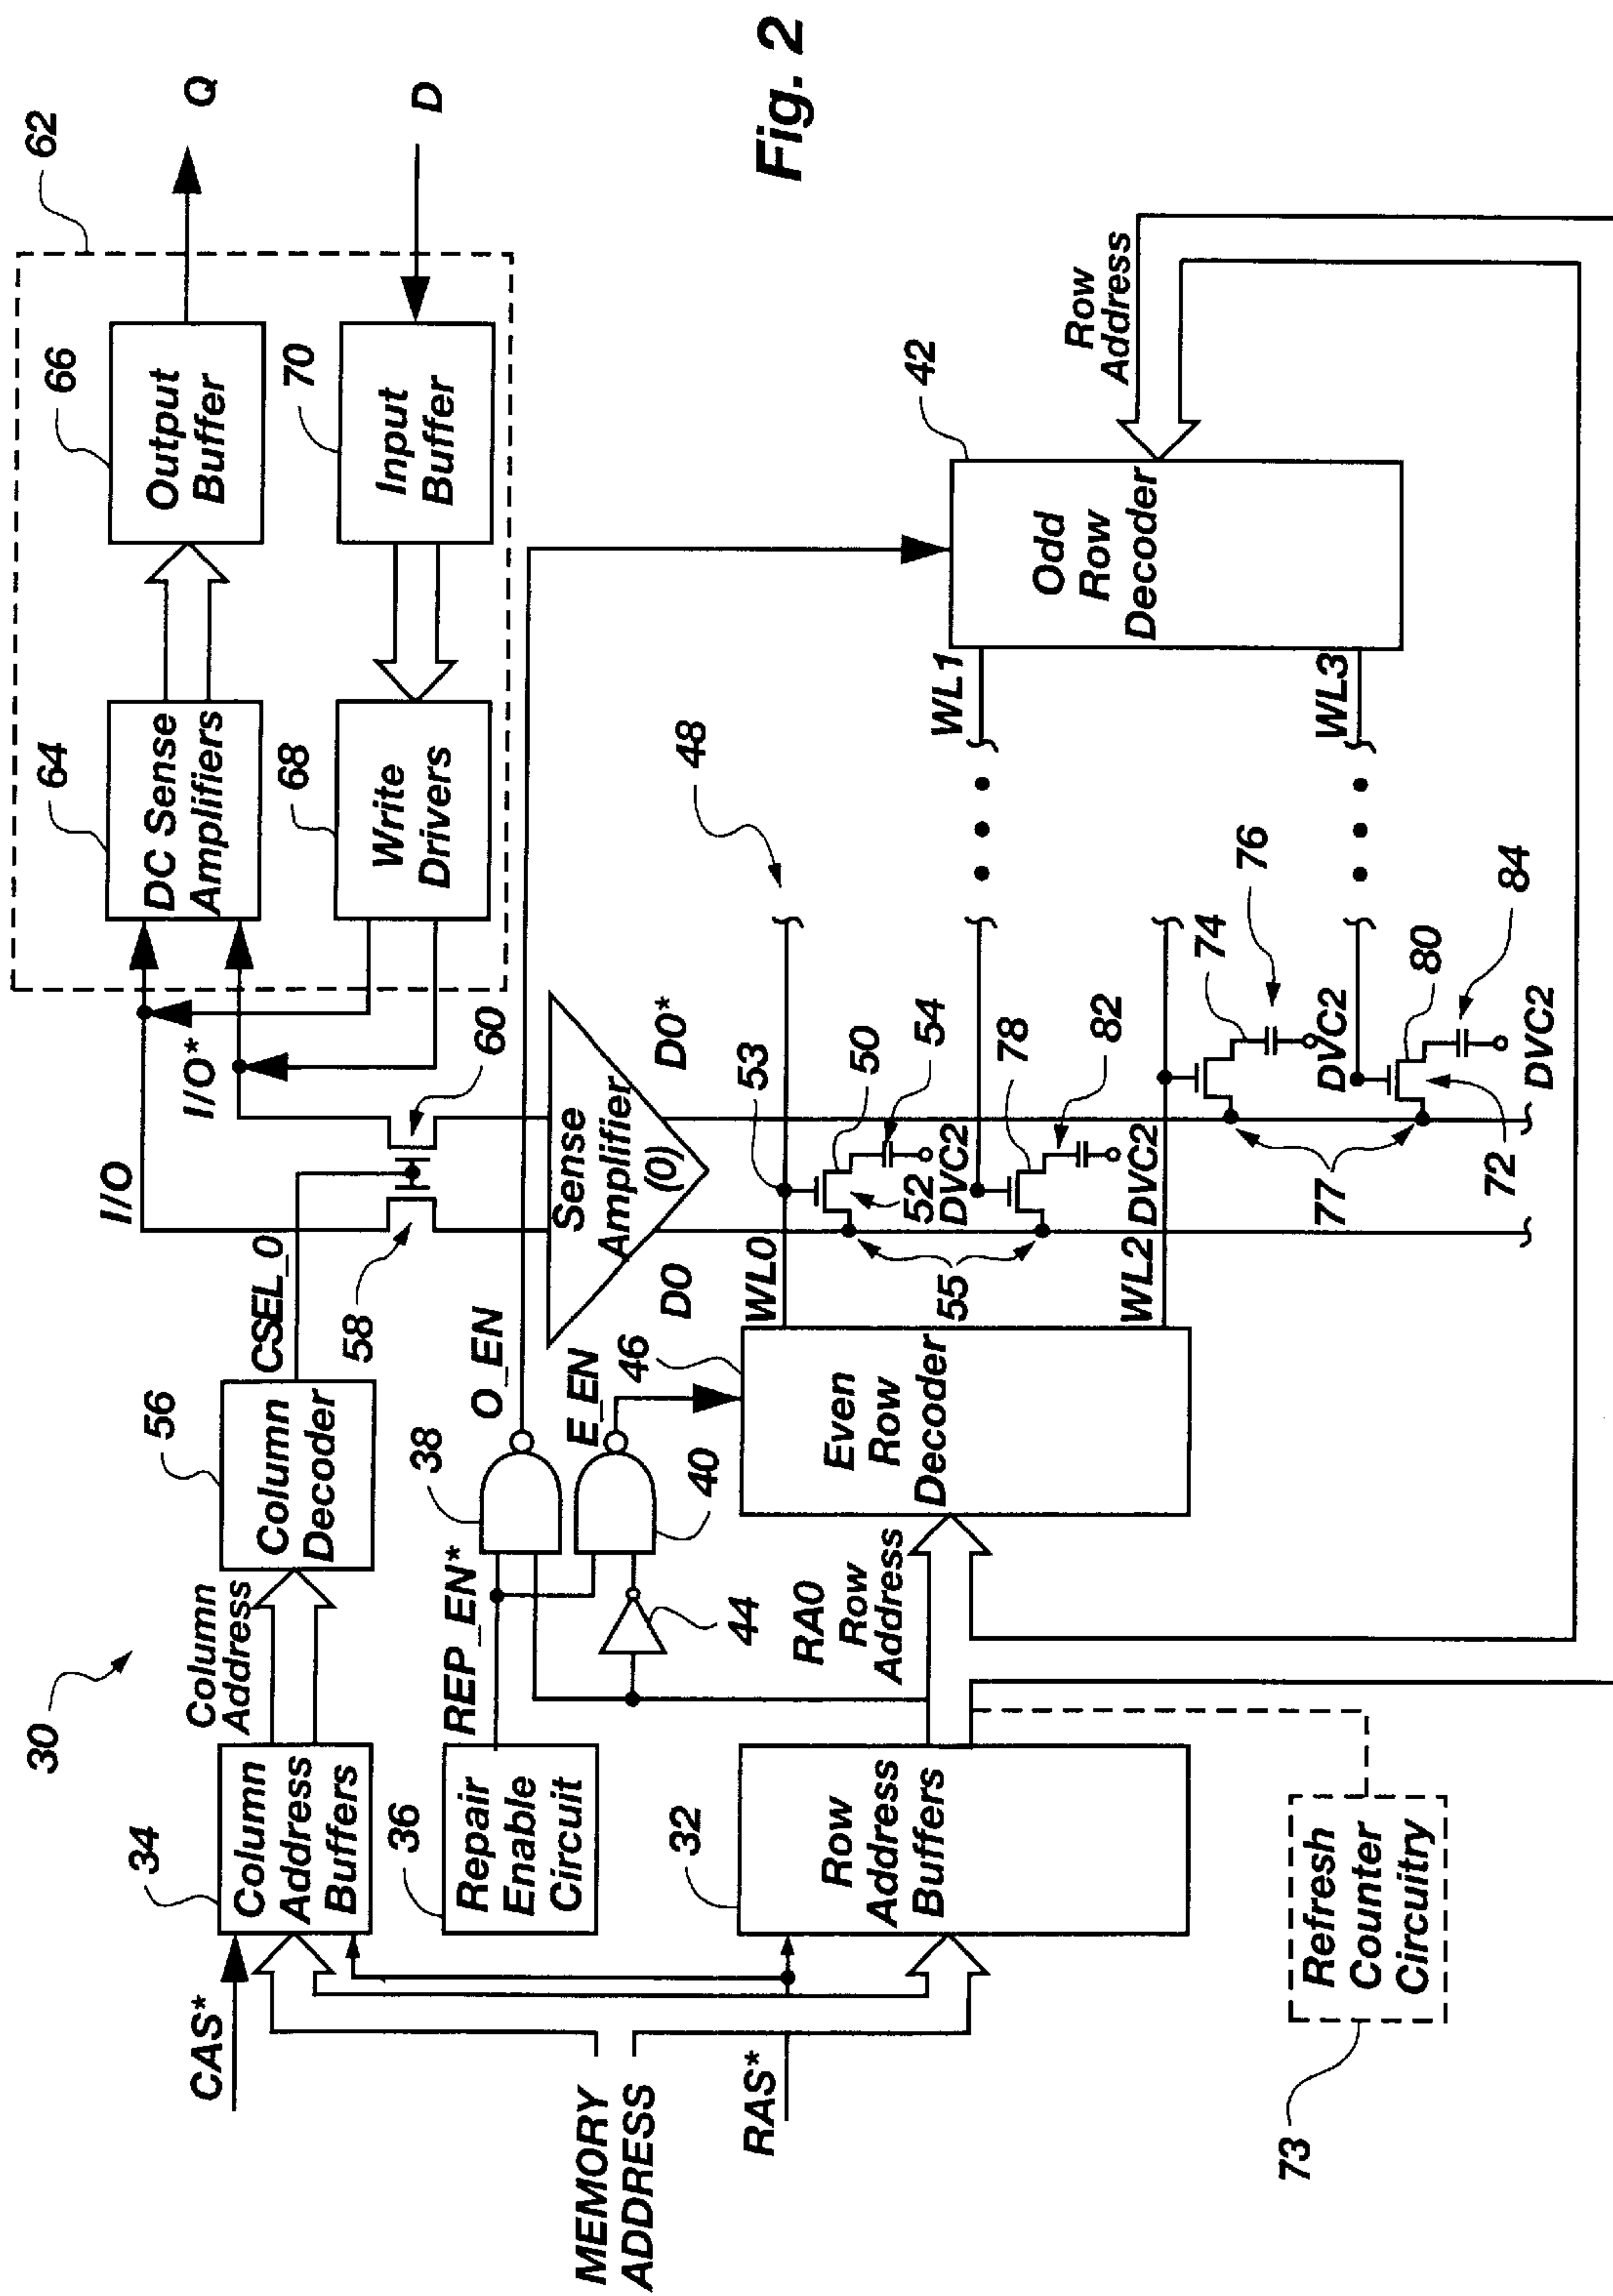 30
CAS*
34
Column
Address
Buffers
Column
Address
56
Column
Decoder
CSEL_0
58
60
I/O
I/O*
62
64
DC Sense
Amplifiers
66
Output
Buffer
Q
68
Write
Drivers
70
Input
Buffer
D
MEMORY
ADDRESS
36
Repair
Enable
Circuit
REP_EN*
38
O_EN
40
E_EN
44
46
Sense
Amplifier
(0)
D0
D0*
Fig. 2
RAS*
32
Row
Address
Buffers
RA0
Row
Address
Even
Row
Decoder
WL0
53
48
50
52
54
DVC2
55
78
82
DVC2
WL2
74
76
DVC2
77
72
80
84
DVC2
WL1
WL3
42
Odd
Row
Decoder
Row
Address
73
Refresh
Counter
Circuitry